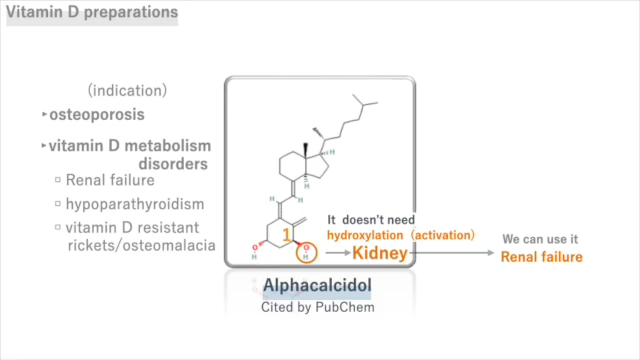 Vitamin D preparations
(indication)
▸osteoporosis
▸vitamin D metabolism
disorders
▫ Renal failure
▫ hypoparathyroidism
▫ vitamin D resistant
rickets/osteomalacia
H
H
H
H
1
O
H
O
H
It doesn't need
hydroxylation (activation)
Kidney
We can use it
Renal failure
Alphacalcidol
Cited by PubChem